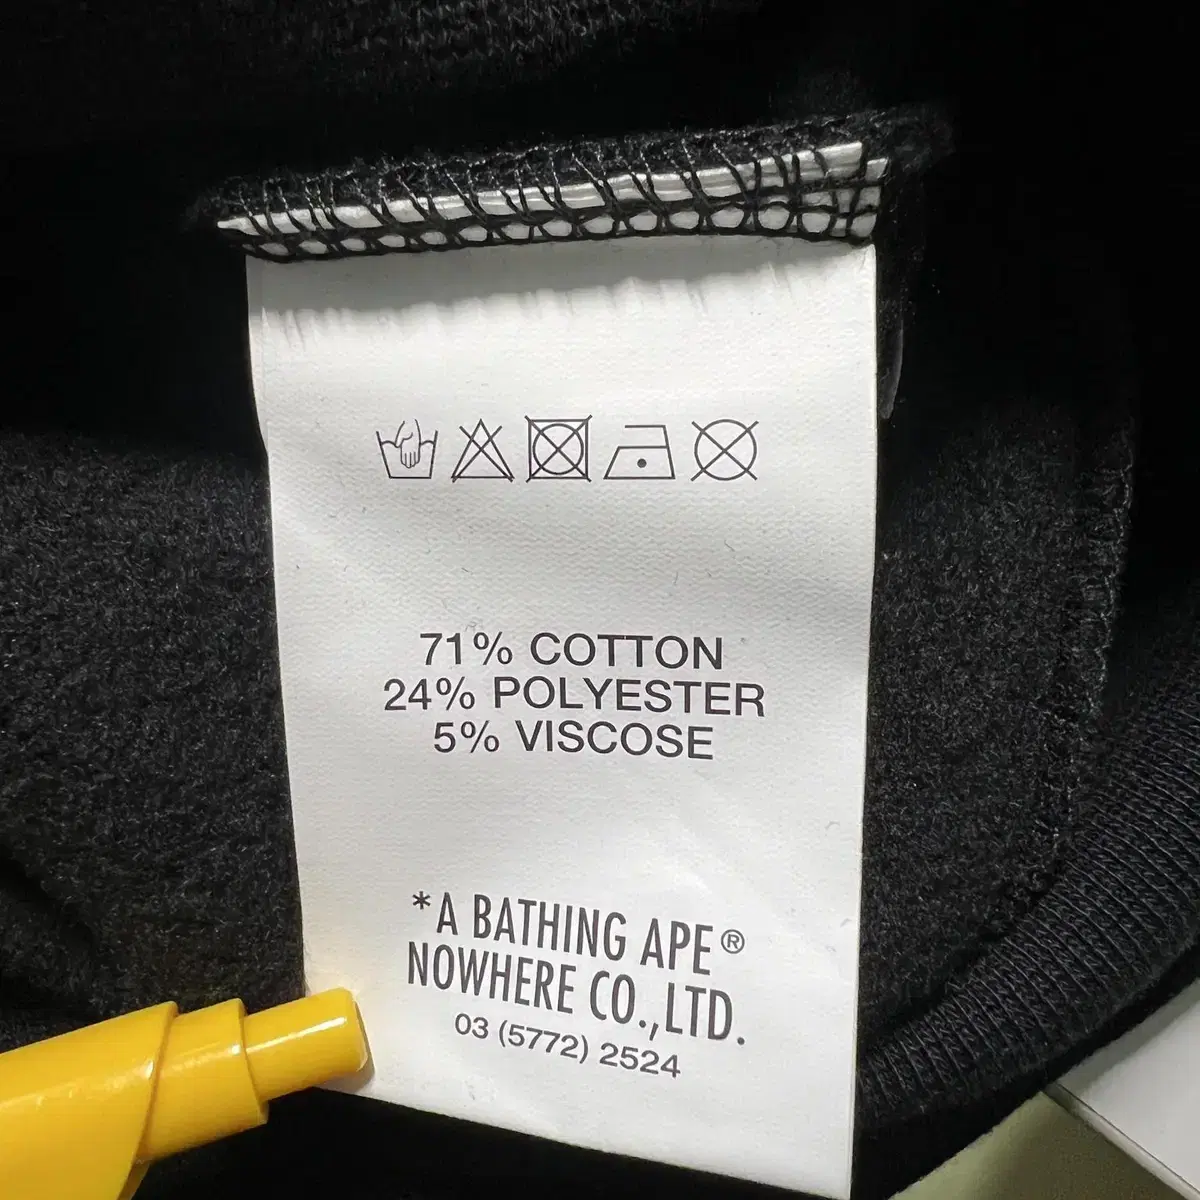 71% COTTON
24% POLYESTER
5% VISCOSE
*A BATHING APE®
NOWHERE CO.,LTD.
03 (5772) 2524